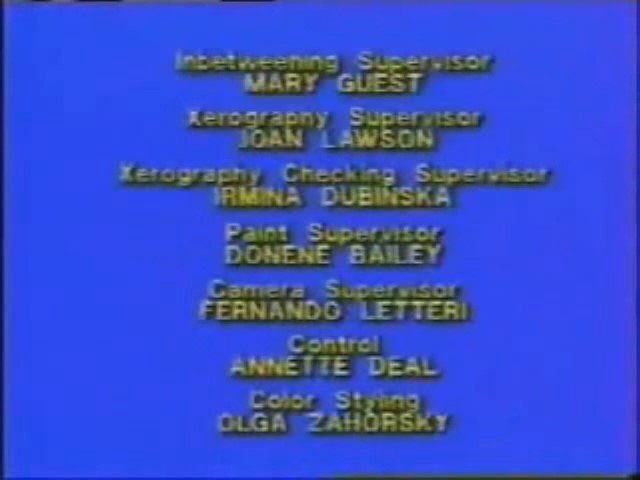 Inbetweening Supervisor
MARY GUEST
Xerography Supervisor
JOAN LAWSON
Xerography Checking Supervisor
IRMINA DUBINSKA
Paint Supervisor
DONENE BAILEY
Camera Supervisor
FERNANDO LETTERI
Control
ANNETTE DEAL
Color Styling
OLGA ZAHORSKY